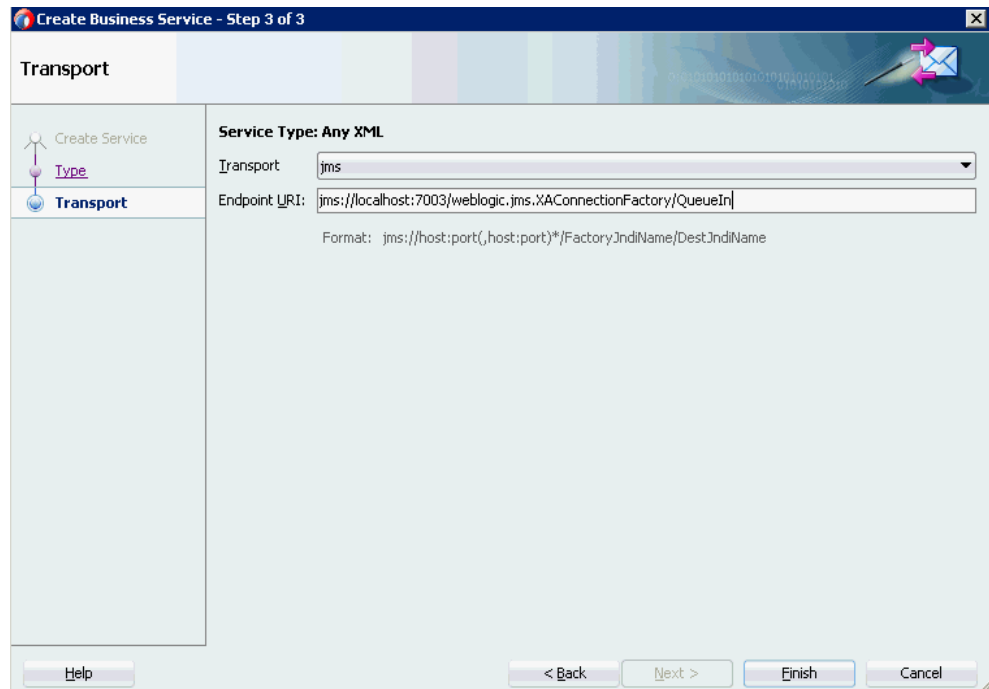 Create Business Service - Step 3 of 3
Transport
Create Service
Type
Transport
Service Type: Any XML
Transport
jms
Endpoint URI: jms://localhost:7003/weblogic.jms.XAConnectionFactory/QueueIn
Format: jms://host:port(,host:port)*/FactoryJndiName/DestJndiName
Help
< Back
Next >
Finish
Cancel